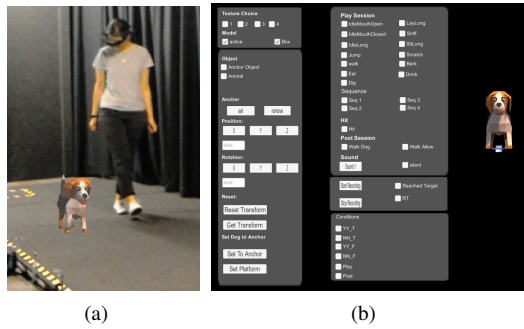 Texture Choice
1 2 3 4
Model
active Box
Object
Anchor Object
Animal
Anchor
set remove
Position:
X Y Z
Rotation:
X Y Z
Reset:
Reset Transform
Get Transform
Set Dog to Anchor
Set To Anchor
Set Platform
Play Session
IdleMouthOpen LayLong
IdleMouthClosed Sniff
IdleLong SitLong
Jump Scratch
walk Bark
Eat Drink
Dig
Sequence
Seq 1 Seq 3
Seq 2 Seq 4
Hit
Hit
Post Session
Walk Dog Walk Allow
Sound
Sound 1 silent
Start Recording Reached Target
Stop Recording RT
Conditions
YY_T
NN_T
YY_F
NN_F
Play
Post
(a) (b)